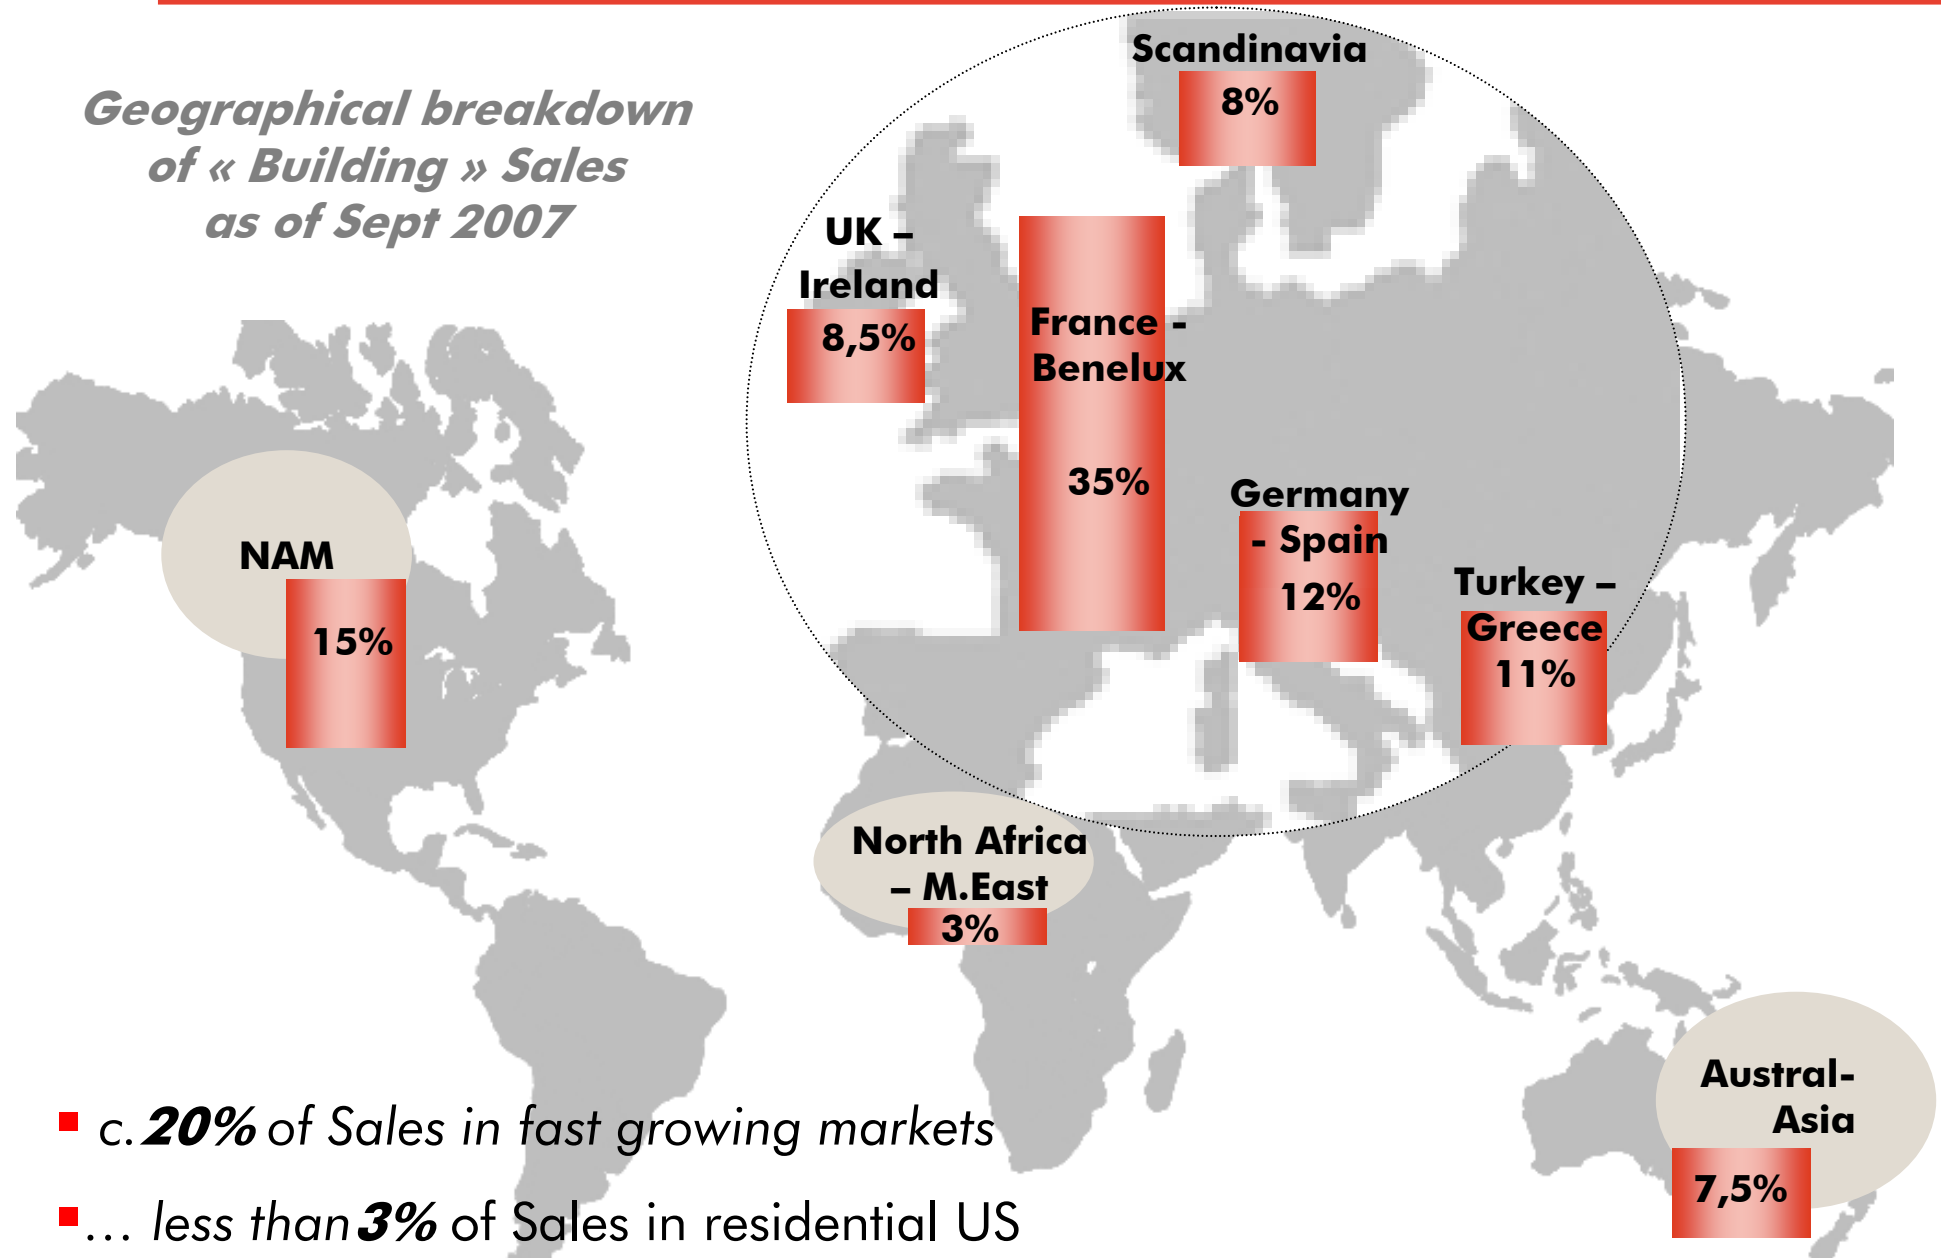 Geographical breakdown
of « Building » Sales
as of Sept 2007
Scandinavia
8%
UK –
Ireland
8,5%
France -
Benelux
35%
Germany
- Spain
12%
Turkey –
Greece
11%
NAM
15%
North Africa
– M.East
3%
Austral-
Asia
7,5%
c. 20% of Sales in fast growing markets
... less than 3% of Sales in residential US